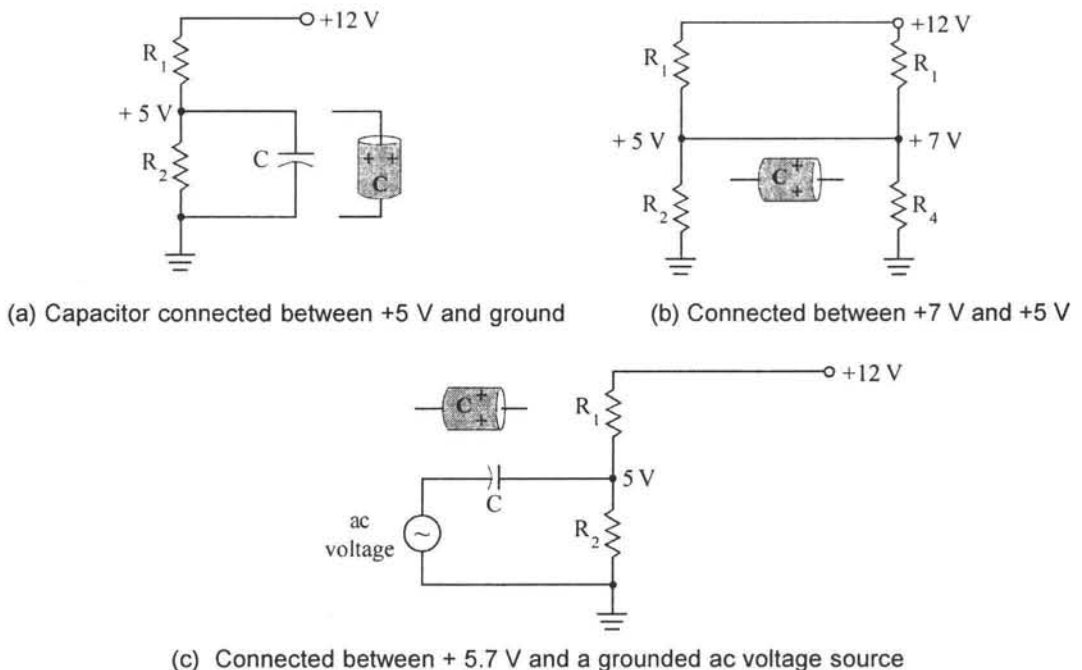 +12 V
R1
+ 5 V
R2
C
+ +
C
(a) Capacitor connected between +5 V and ground
+12 V
R1
R1
+ 5 V
+ 7 V
C + +
R2
R4
(b) Connected between +7 V and +5 V
+12 V
C + +
R1
5 V
C
ac
voltage
~
R2
(c) Connected between + 5.7 V and a grounded ac voltage source